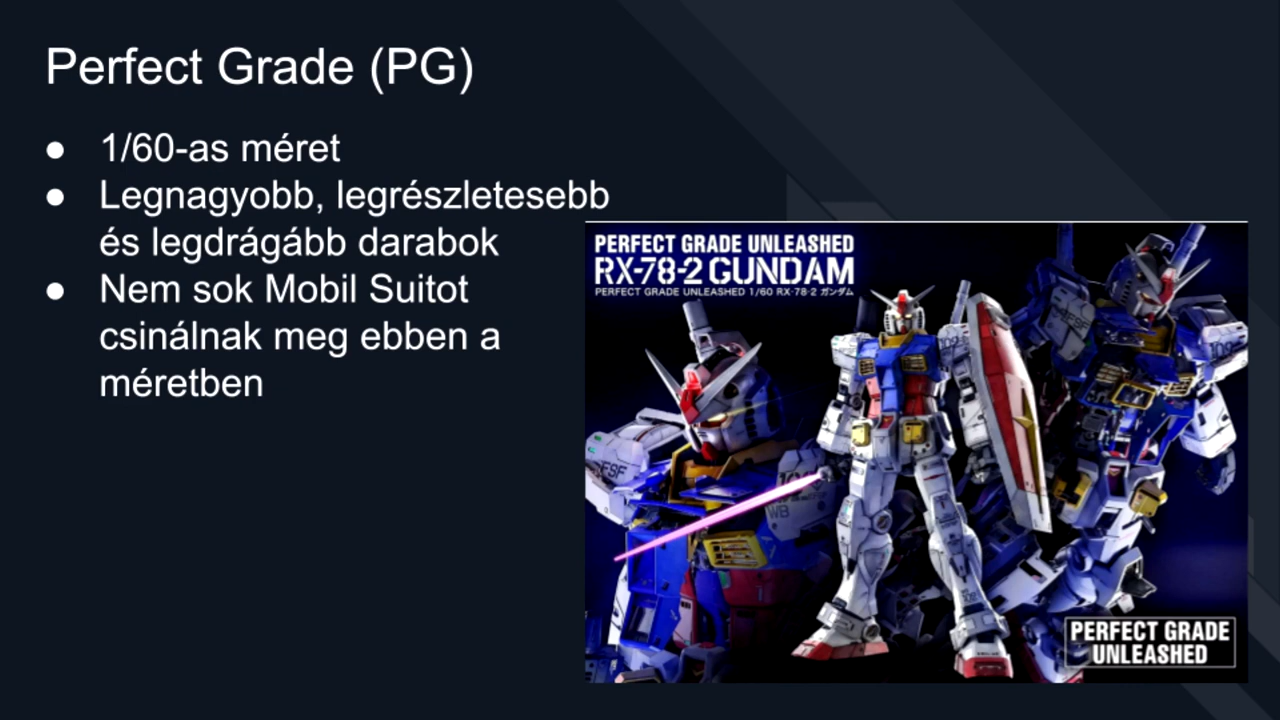 Perfect Grade (PG)
● 1/60-as méret
● Legnagyobb, legrészletesebb
és legdrágább darabok
● Nem sok Mobil Suitot
csinálnak meg ebben a
méretben
PERFECT GRADE UNLEASHED
RX-78-2 GUNDAM
PERFECT GRADE UNLEASHED 1/60 RX-78-2 ガンダム
FSF
WB
PERFECT GRADE
UNLEASHED